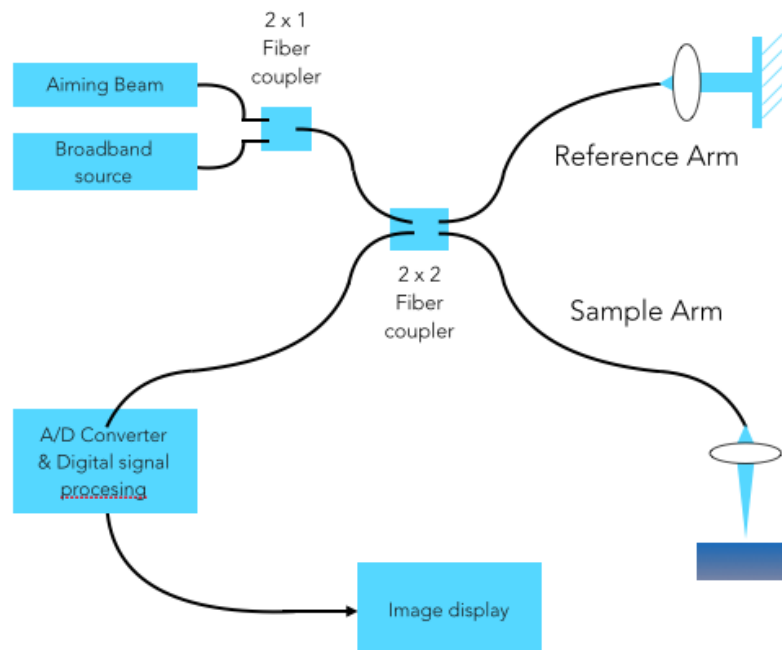 2 x 1
Fiber
coupler
Aiming Beam
Broadband
source
Reference Arm
2 x 2
Fiber
coupler
Sample Arm
A/D Converter
& Digital signal
procesing
Image display